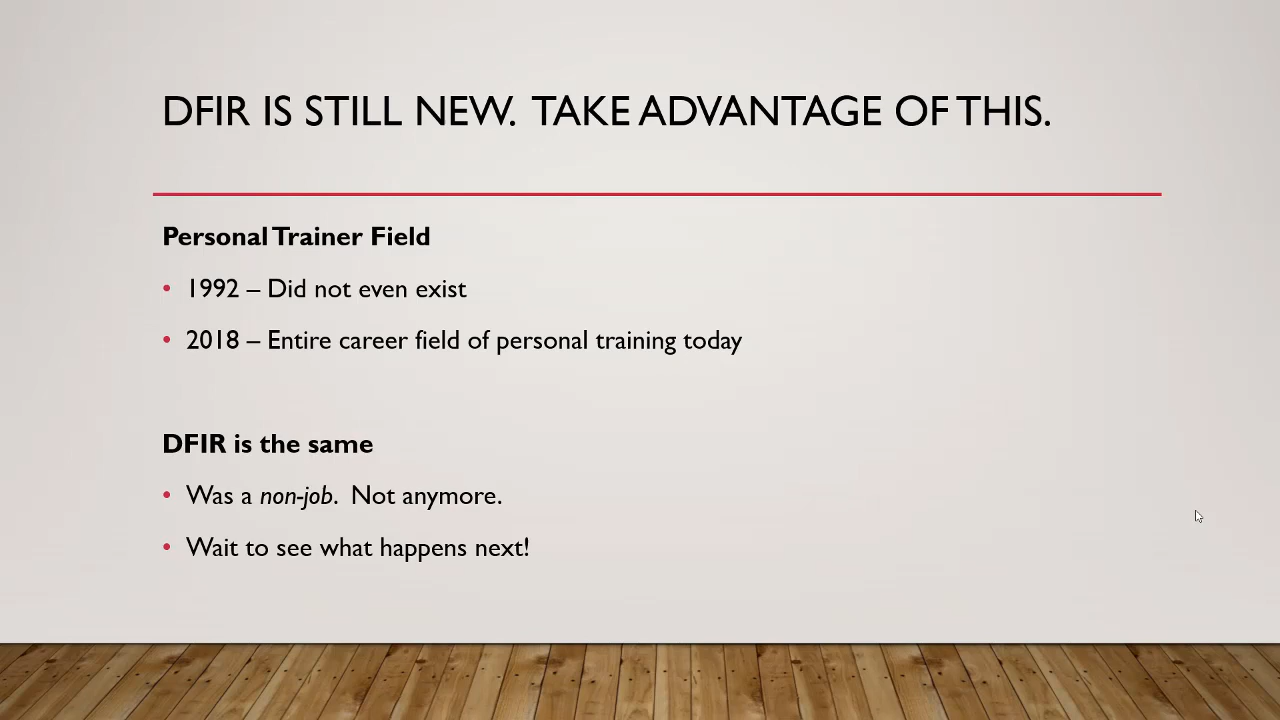 DFIR IS STILL NEW.  TAKE ADVANTAGE OF THIS.
Personal Trainer Field
• 1992 – Did not even exist
• 2018 – Entire career field of personal training today
DFIR is the same
• Was a non-job.  Not anymore.
• Wait to see what happens next!